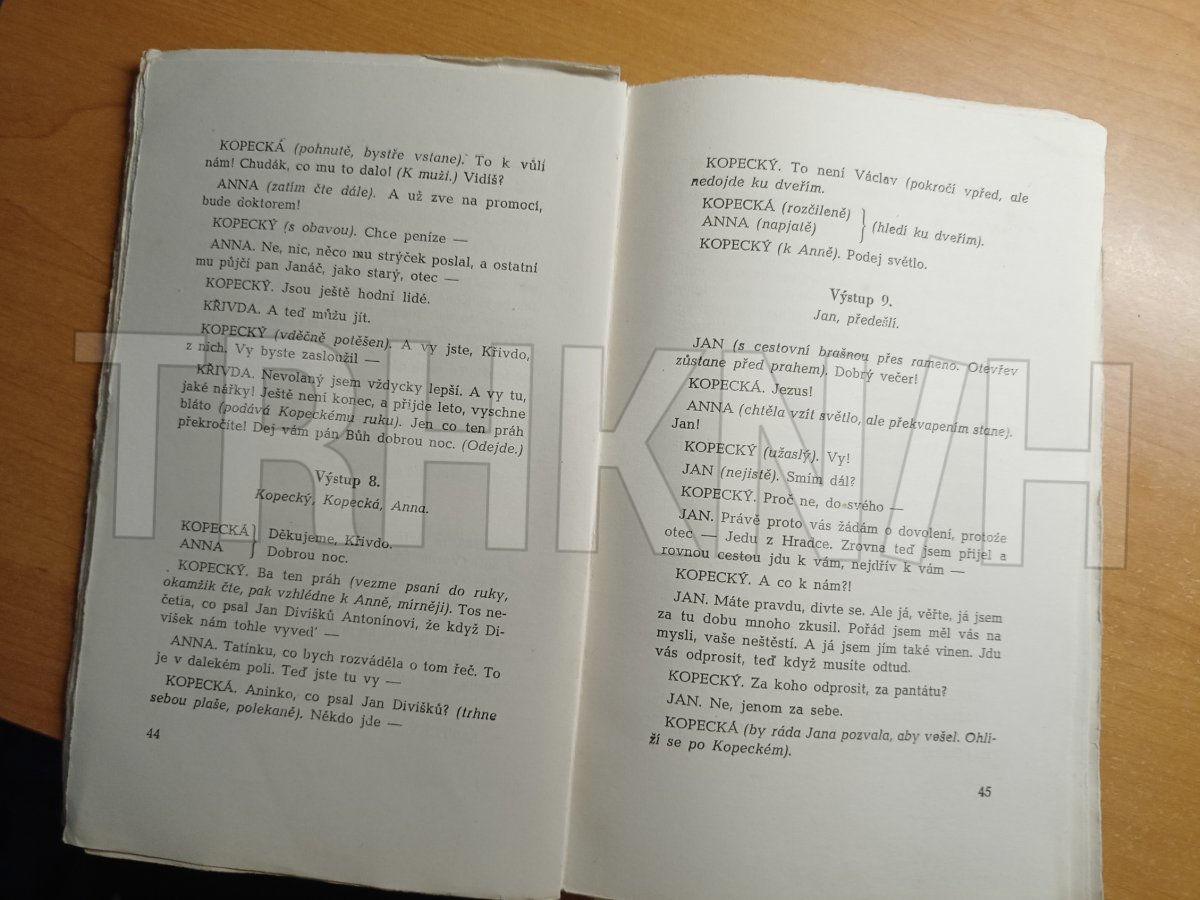 KOPECKÁ (pohnutě, bystře vstane). To k vůli
nám! Chudák, co mu to dalo! (K muži.) Vidíš?
ANNA (zatím čte dále). A už zve na promoci,
bude doktorem!
KOPECKÝ (s obavou). Chce peníze —
ANNA. Ne, nic, něco mu strýček poslal, a ostatní
mu půjčí pan Janáč, jako starý, otec —
KOPECKÝ. Jsou ještě hodní lidé.
KŘIVDA. A teď můžu jít.
KOPECKÝ (vděčně potěšen). A vy jste, Křivdo,
z nich. Vy byste zasloužil —
KŘIVDA. Nevolaný jsem vždycky lepší. A vy tu,
jaké nářky! Ještě není konec, a přijde leto, vyschne
bláto (podává Kopeckému ruku). Jen co ten práh
překročíte! Dej vám pán Bůh dobrou noc. (Odejde.)
Výstup 8.
Kopecký, Kopecká, Anna.
KOPECKÁ } Děkujeme, Křivdo.
ANNA } Dobrou noc.
KOPECKÝ. Ba ten práh (vezme psaní do ruky,
okamžik čte, pak vzhlédne k Anně, mírněji). Tos ne-
četla, co psal Jan Divišků Antonínovi, že když Di-
višek nám tohle vyveď —
ANNA. Tatínku, co bych rozváděla o tom řeč. To
je v dalekém poli. Teď jste tu vy —
KOPECKÁ. Aninko, co psal Jan Divišků? (trhne
sebou plaše, polekaně). Někdo jde —
44
KOPECKÝ. To není Václav (pokročí vpřed, ale
nedojde ku dveřím.
KOPECKÁ (rozčileně) } (hledí ku dveřím).
ANNA (napjatě)
KOPECKÝ (k Anně). Podej světlo.
Výstup 9.
Jan, předešlí.
JAN (s cestovní brašnou přes rameno. Otevřev
zůstane před prahem). Dobrý večer!
KOPECKÁ. Jezus!
ANNA (chtěla vzít světlo, ale překvapením stane).
Jan!
KOPECKÝ (užaslý). Vy!
JAN (nejistě). Smím dál?
KOPECKÝ. Proč ne, do svého —
JAN. Právě proto vás žádám o dovolení, protože
otec — Jedu z Hradce. Zrovna teď jsem přijel a
rovnou cestou jdu k vám, nejdřív k vám —
KOPECKÝ. A co k nám?!
JAN. Máte pravdu, divte se. Ale já, věřte, já jsem
za tu dobu mnoho zkusil. Pořád jsem měl vás na
mysli, vaše neštěstí. A já jsem jím také vinen. Jdu
vás odprosit, teď když musíte odtud.
KOPECKÝ. Za koho odprosit, za pantátu?
JAN. Ne, jenom za sebe.
KOPECKÁ (by ráda Jana pozvala, aby vešel. Ohlí-
ží se po Kopeckém).
45
TRHKNIH